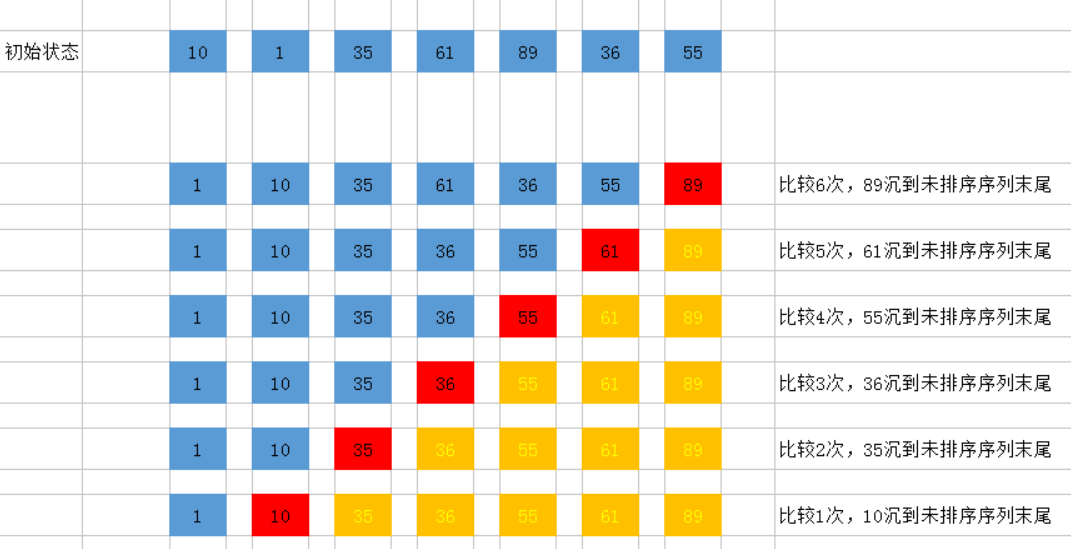 初始状态 10 1 35 61 89 36 55
1 10 35 61 36 55 89 比较6次，89沉到未排序序列末尾
1 10 35 36 55 61 89 比较5次，61沉到未排序序列末尾
1 10 35 36 55 61 89 比较4次，55沉到未排序序列末尾
1 10 35 36 55 61 89 比较3次，36沉到未排序序列末尾
1 10 35 36 55 61 89 比较2次，35沉到未排序序列末尾
1 10 35 36 55 61 89 比较1次，10沉到未排序序列末尾